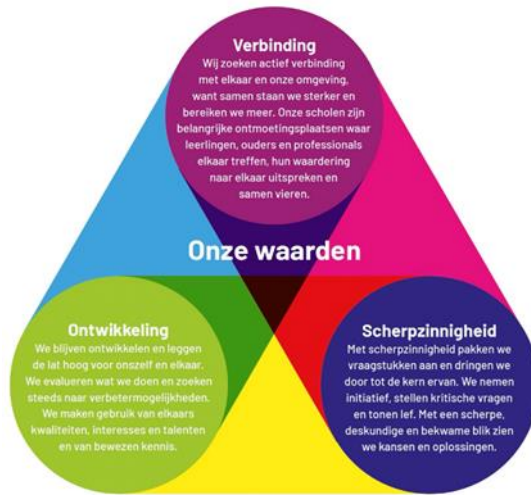 Verbinding
Wij zoeken actief verbinding
met elkaar en onze omgeving,
want samen staan we sterker en
bereiken we meer. Onze scholen zijn
belangrijke ontmoetingsplaatsen waar
leerlingen, ouders en professionals
elkaar treffen, hun waardering
naar elkaar uitspreken en
samen vieren.
Onze waarden
Ontwikkeling
We blijven ontwikkelen en leggen
de lat hoog voor onszelf en elkaar.
We evalueren wat we doen en zoeken
steeds naar verbetermogelijkheden.
We maken gebruik van elkaars
kwaliteiten, interesses en talenten
en van bewezen kennis.
Scherpzinnigheid
Met scherpzinnigheid pakken we
vraagstukken aan en dringen we
door tot de kern ervan. We nemen
initiatief, stellen kritische vragen
en tonen lef. Met een scherpe,
deskundige en bekwame blik zien
we kansen en oplossingen.